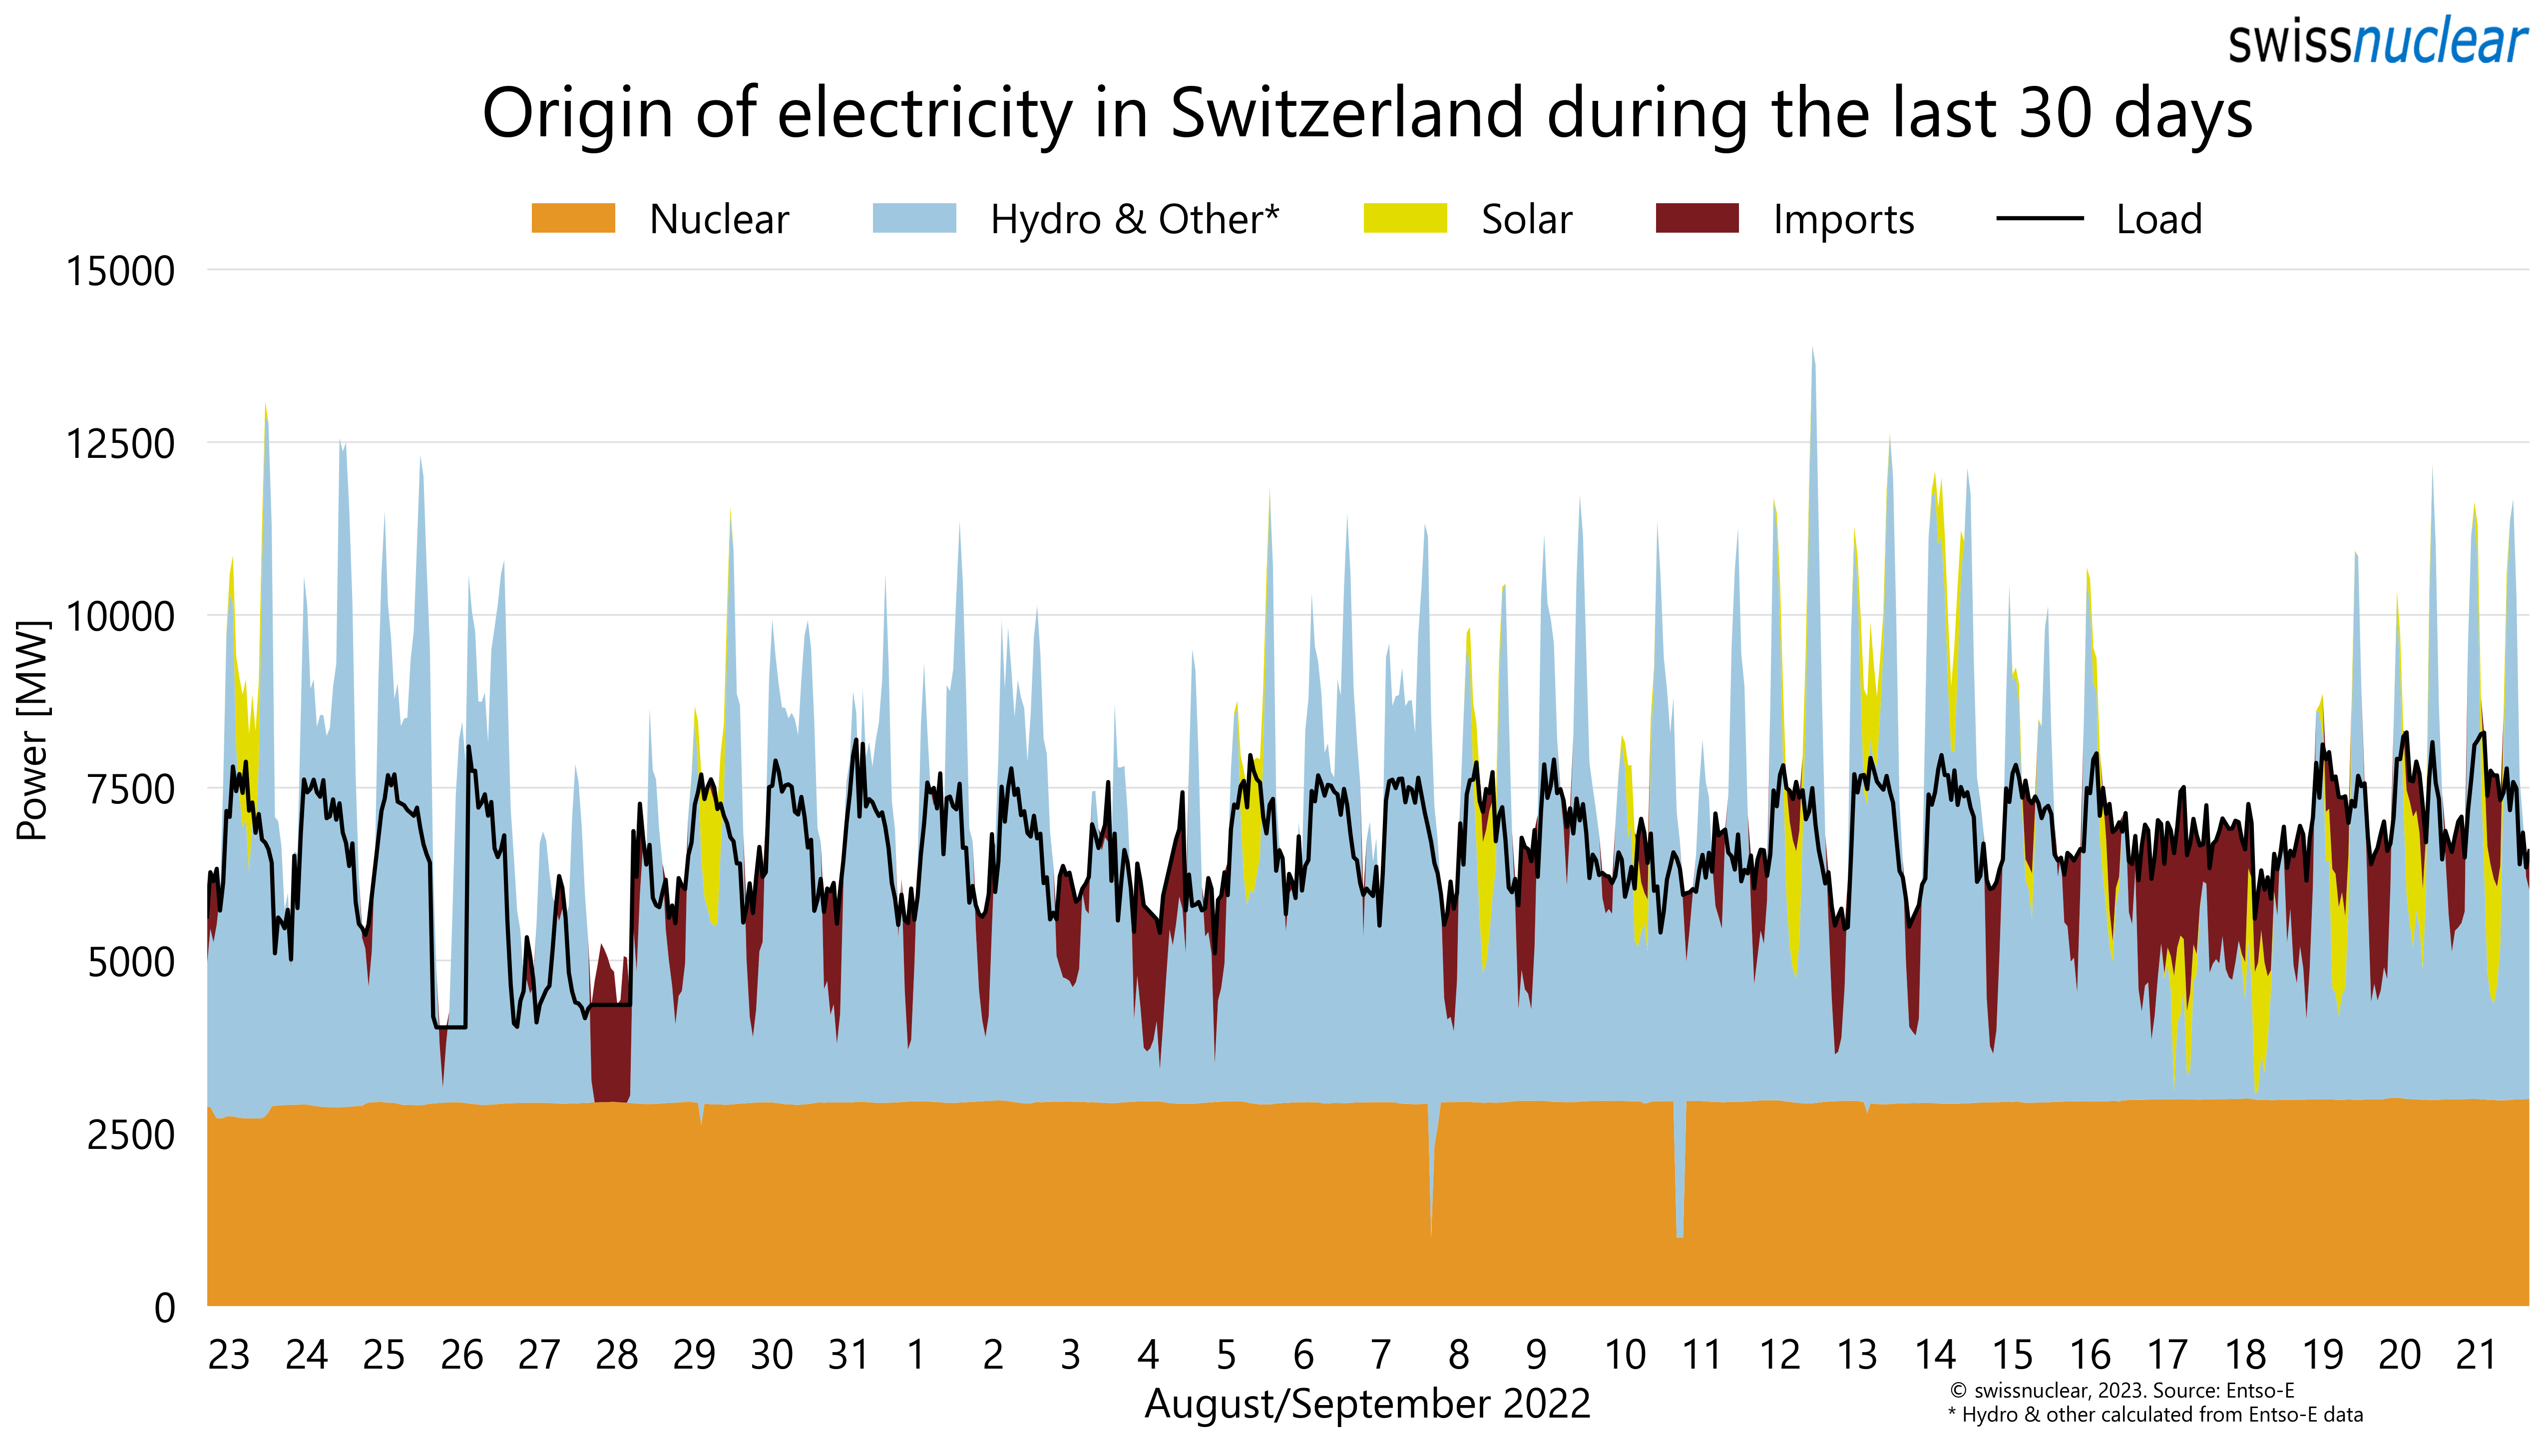 swissnuclear
Origin of electricity in Switzerland during the last 30 days
Nuclear Hydro & Other* Solar Imports Load
15000
12500
10000
7500
5000
2500
0
Power [MW]
23 24 25 26 27 28 29 30 31 1 2 3 4 5 6 7 8 9 10 11 12 13 14 15 16 17 18 19 20 21
August/September 2022
© swissnuclear, 2023. Source: Entso-E
* Hydro & other calculated from Entso-E data